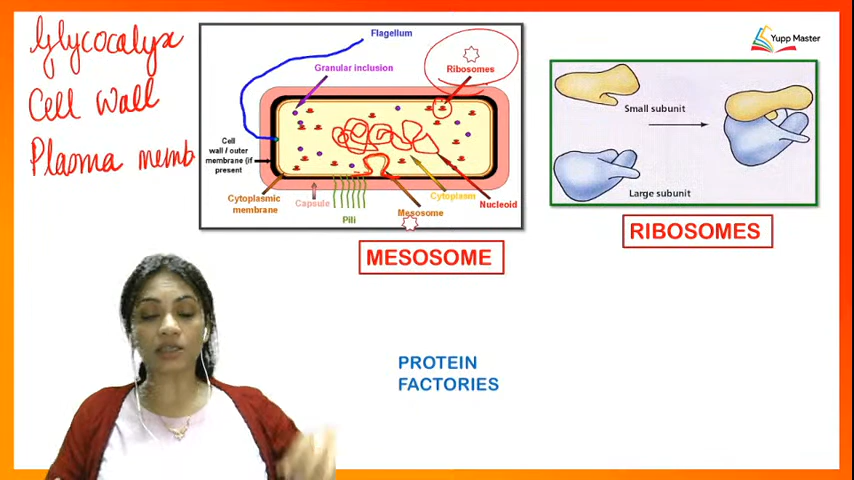 Glycocalyx
Cell Wall
Plasma memb
Flagellum
Granular inclusion
Ribosomes
Cell
wall / outer
membrane (if
present
Cytoplasmic
membrane
Capsule
Pili
Mesosome
Cytoplasm
Nucleoid
MESOSOME
Yupp Master
Small subunit
Large subunit
RIBOSOMES
PROTEIN
FACTORIES